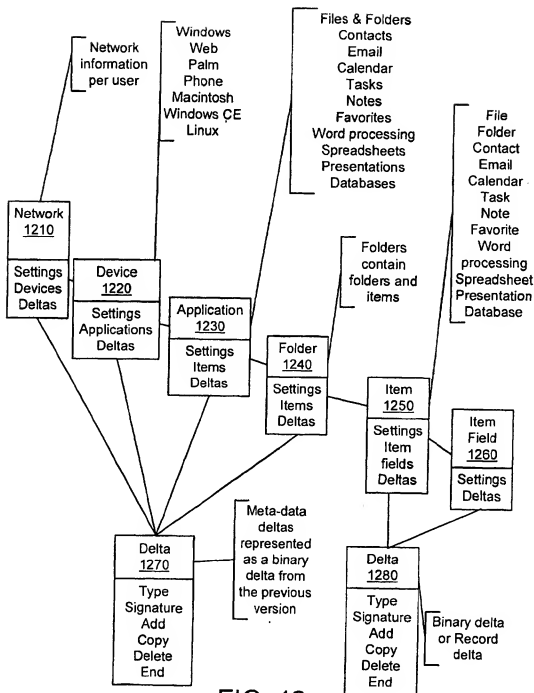 Network
information
per user
Windows
Web
Palm
Phone
Macintosh
Windows CE
Linux
Files & Folders
Contacts
Email
Calendar
Tasks
Notes
Favorites
Word processing
Spreadsheets
Presentations
Databases
File
Folder
Contact
Email
Calendar
Task
Note
Favorite
Word
processing
Spreadsheet
Presentation
Database
Network
1210
Settings
Devices
Deltas
Device
1220
Settings
Applications
Deltas
Application
1230
Settings
Items
Deltas
Folders
contain
folders and
items
Folder
1240
Settings
Items
Deltas
Item
1250
Settings
Item
fields
Deltas
Item
Field
1260
Settings
Deltas
Delta
1270
Type
Signature
Add
Copy
Delete
End
Meta-data
deltas
represented
as a binary
delta from
the previous
version
Delta
1280
Type
Signature
Add
Copy
Delete
End
Binary delta
or Record
delta